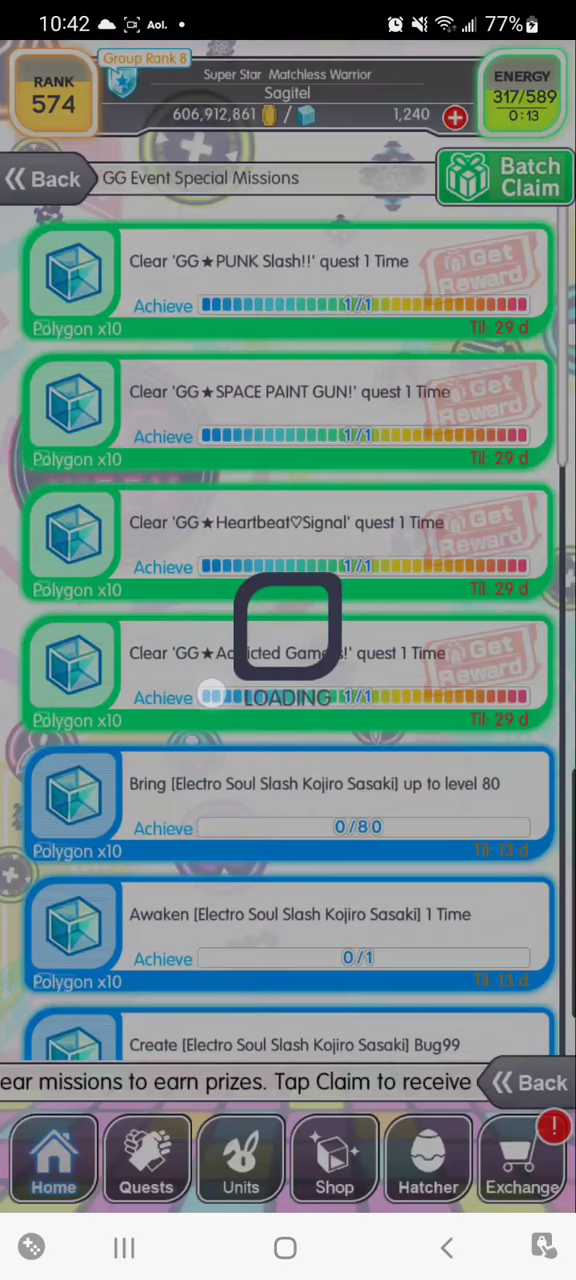 10:42
Aol.
77%
Group Rank 8
RANK
574
Super Star Matchless Warrior
Sagitel
606,912,861 / 1,240
ENERGY
317/589
0:13
Back
GG Event Special Missions
Batch
Claim
Clear 'GG★PUNK Slash!!' quest 1 Time
Get
Reward
Achieve 1/1
Polygon x10
Til: 29 d
Clear 'GG★SPACE PAINT GUN!' quest 1 Time
Get
Reward
Achieve 1/1
Polygon x10
Til: 29 d
Clear 'GG★Heartbeat♡Signal' quest 1 Time
Get
Reward
Achieve 1/1
Polygon x10
Til: 29 d
Clear 'GG★Addicted Games!' quest 1 Time
Get
Reward
Achieve 1/1
LOADING
Polygon x10
Til: 29 d
Bring [Electro Soul Slash Kojiro Sasaki] up to level 80
Achieve 0/80
Polygon x10
Til: 13 d
Awaken [Electro Soul Slash Kojiro Sasaki] 1 Time
Achieve 0/1
Polygon x10
Til: 13 d
Create [Electro Soul Slash Kojiro Sasaki] Bug99
ear missions to earn prizes. Tap Claim to receive
Back
Home
Quests
Units
Shop
Hatcher
Exchange
!